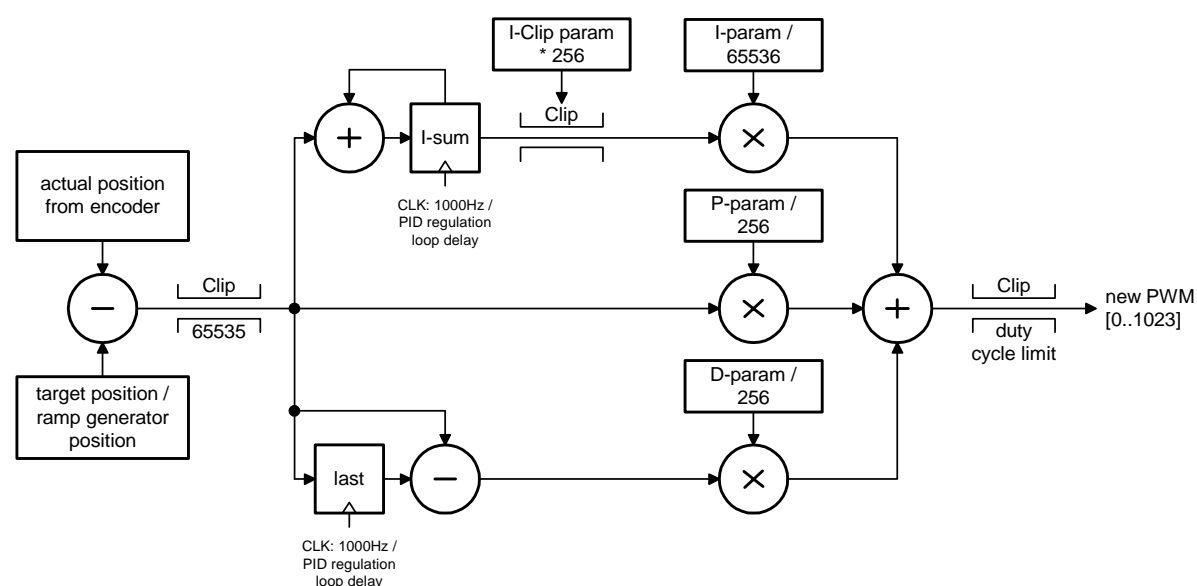 I-Clip param
* 256
I-param /
65536
Clip
+
I-sum
×
CLK: 1000Hz /
PID regulation
loop delay
actual position
from encoder
P-param /
256
Clip
65535
−
×
+
Clip
duty
cycle limit
new PWM
[0..1023]
target position /
ramp generator
position
D-param /
256
last
−
×
CLK: 1000Hz /
PID regulation
loop delay